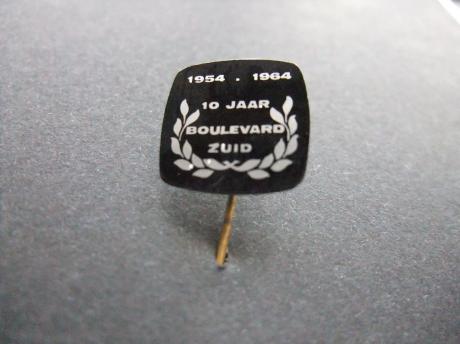 1954 . 1964
10 JAAR
BOULEVARD
ZUID